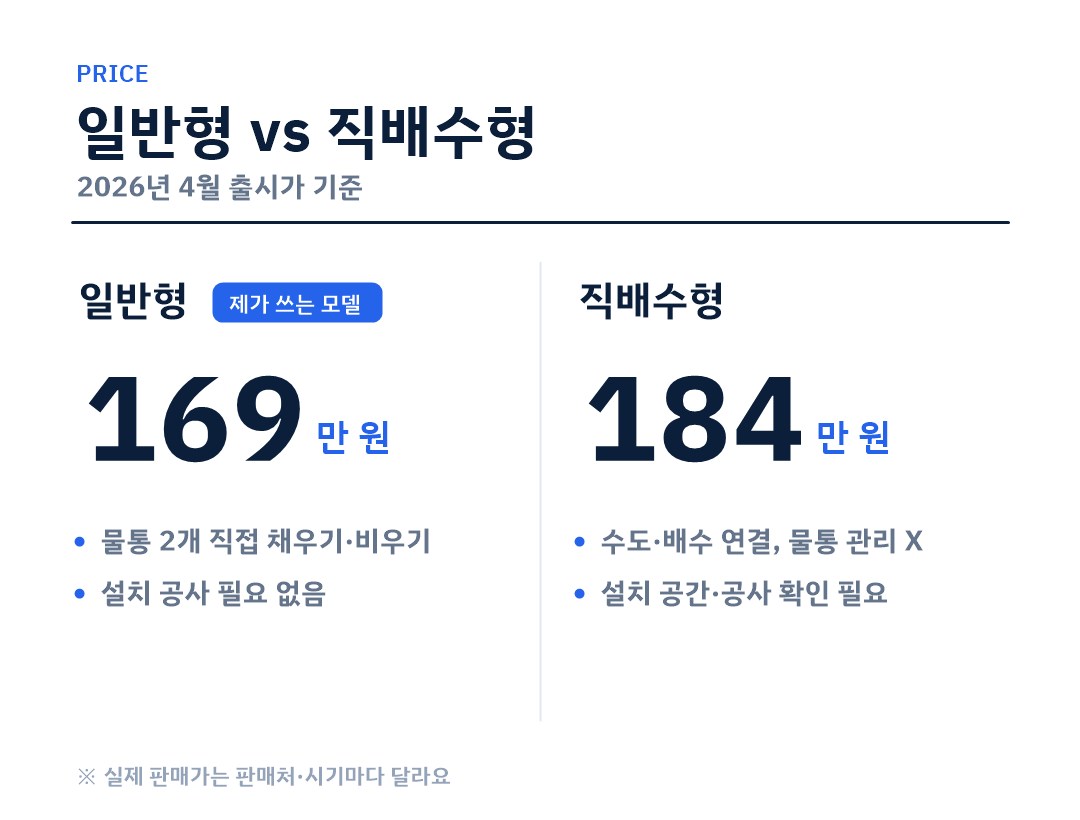 PRICE
일반형 vs 직배수형
2026년 4월 출시가 기준
일반형 제가 쓰는 모델
169 만 원
• 물통 2개 직접 채우기·비우기
• 설치 공사 필요 없음
직배수형
184 만 원
• 수도·배수 연결, 물통 관리 X
• 설치 공간·공사 확인 필요
※ 실제 판매가는 판매처·시기마다 달라요